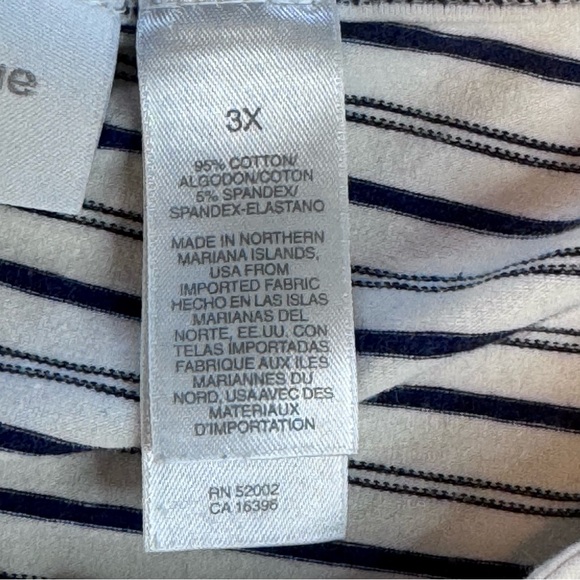 3X
95% COTTON/
ALGODON/COTON
5% SPANDEX/
SPANDEX-ELASTANO
MADE IN NORTHERN
MARIANA ISLANDS,
USA FROM
IMPORTED FABRIC
HECHO EN LAS ISLAS
MARIANAS DEL
NORTE, EE.UU. CON
TELAS IMPORTADAS
FABRIQUE AUX ILES
MARIANNES DU
NORD, USA AVEC DES
MATERIAUX
D'IMPORTATION
RN 52002
CA 16396